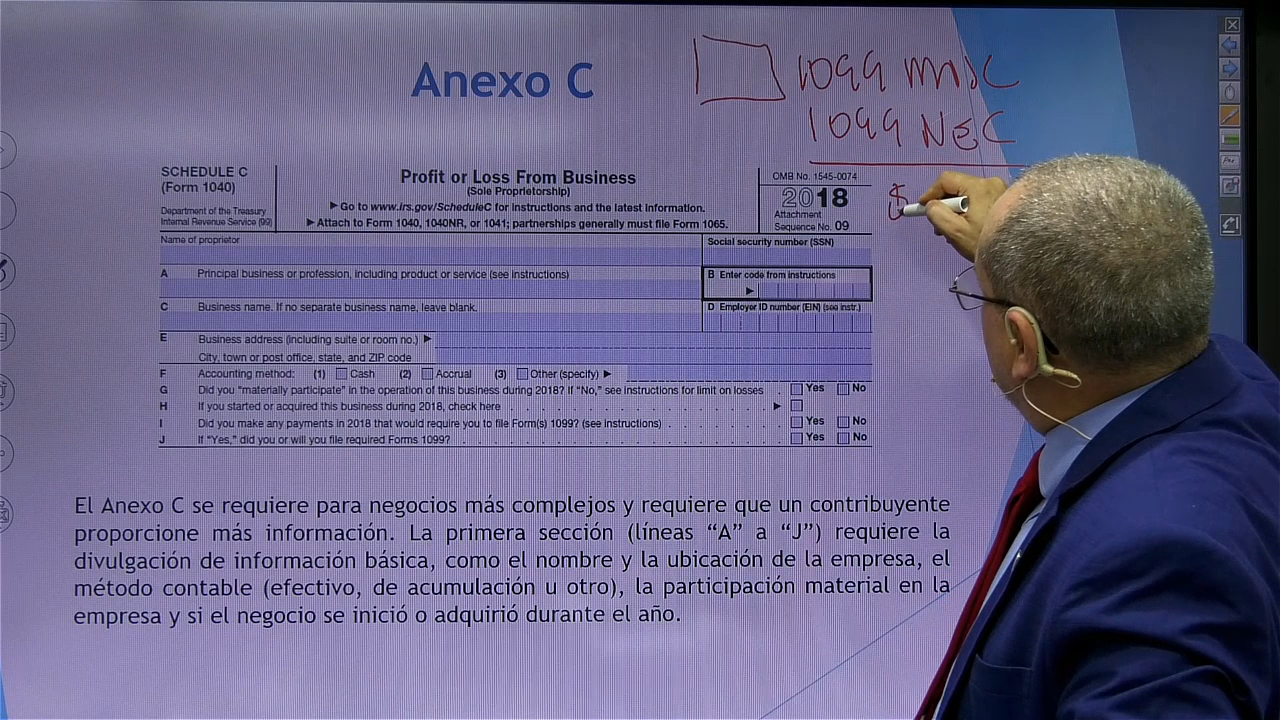 Anexo C
1099 MISC
1099 NEC
$
SCHEDULE C
(Form 1040)
Department of the Treasury
Internal Revenue Service (99)
Profit or Loss From Business
(Sole Proprietorship)
▶ Go to www.irs.gov/ScheduleC for instructions and the latest information.
▶ Attach to Form 1040, 1040NR, or 1041; partnerships generally must file Form 1065.
OMB No. 1545-0074
2018
Attachment
Sequence No. 09
Name of proprietor
Social security number (SSN)
A Principal business or profession, including product or service (see instructions)
B Enter code from instructions
▶
C Business name. If no separate business name, leave blank.
D Employer ID number (EIN) (see instr.)
E Business address (including suite or room no.) ▶
City, town or post office, state, and ZIP code
F Accounting method: (1) Cash (2) Accrual (3) Other (specify) ▶
G Did you "materially participate" in the operation of this business during 2018? If "No," see instructions for limit on losses . Yes No
H If you started or acquired this business during 2018, check here . . . . . . . . . . . . . . . . . ▶
I Did you make any payments in 2018 that would require you to file Form(s) 1099? (see instructions) . . . . . . . . Yes No
J If "Yes," did you or will you file required Forms 1099? . . . . . . . . . . . . . . . . . . . . . Yes No
El Anexo C se requiere para negocios más complejos y requiere que un contribuyente
proporcione más información. La primera sección (líneas “A” a “J”) requiere la
divulgación de información básica, como el nombre y la ubicación de la empresa, el
método contable (efectivo, de acumulación u otro), la participación material en la
empresa y si el negocio se inició o adquirió durante el año.